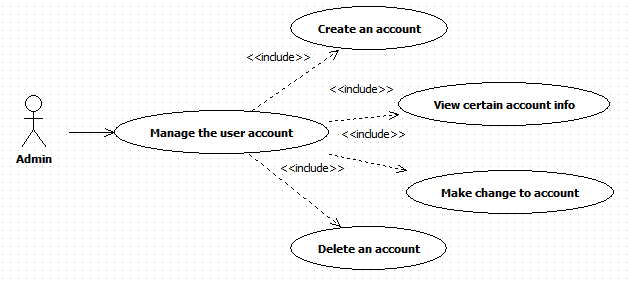 Create an account
<<include>>
<<include>>
View certain account info
Admin
Manage the user account
<<include>>
<<include>>
Make change to account
Delete an account